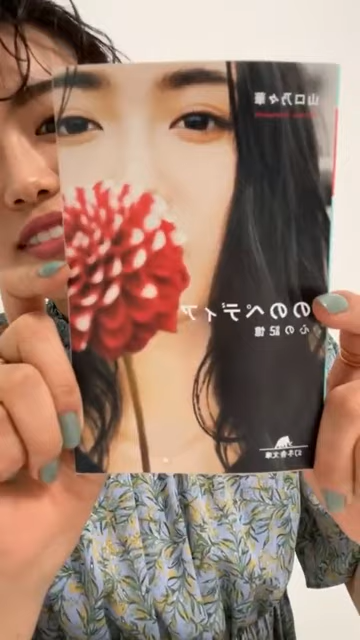 山口乃々華
ののペディア
心の記憶
幻冬舎文庫